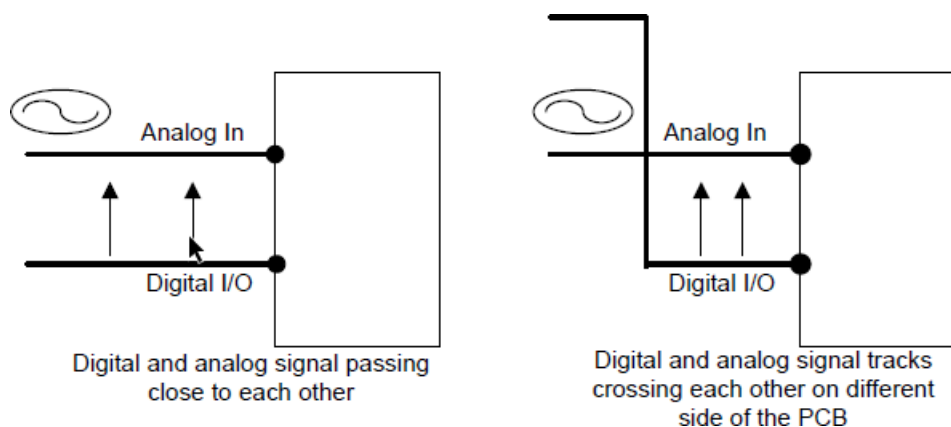 Analog In
Digital I/O
Digital and analog signal passing
close to each other
Analog In
Digital I/O
Digital and analog signal tracks
crossing each other on different
side of the PCB